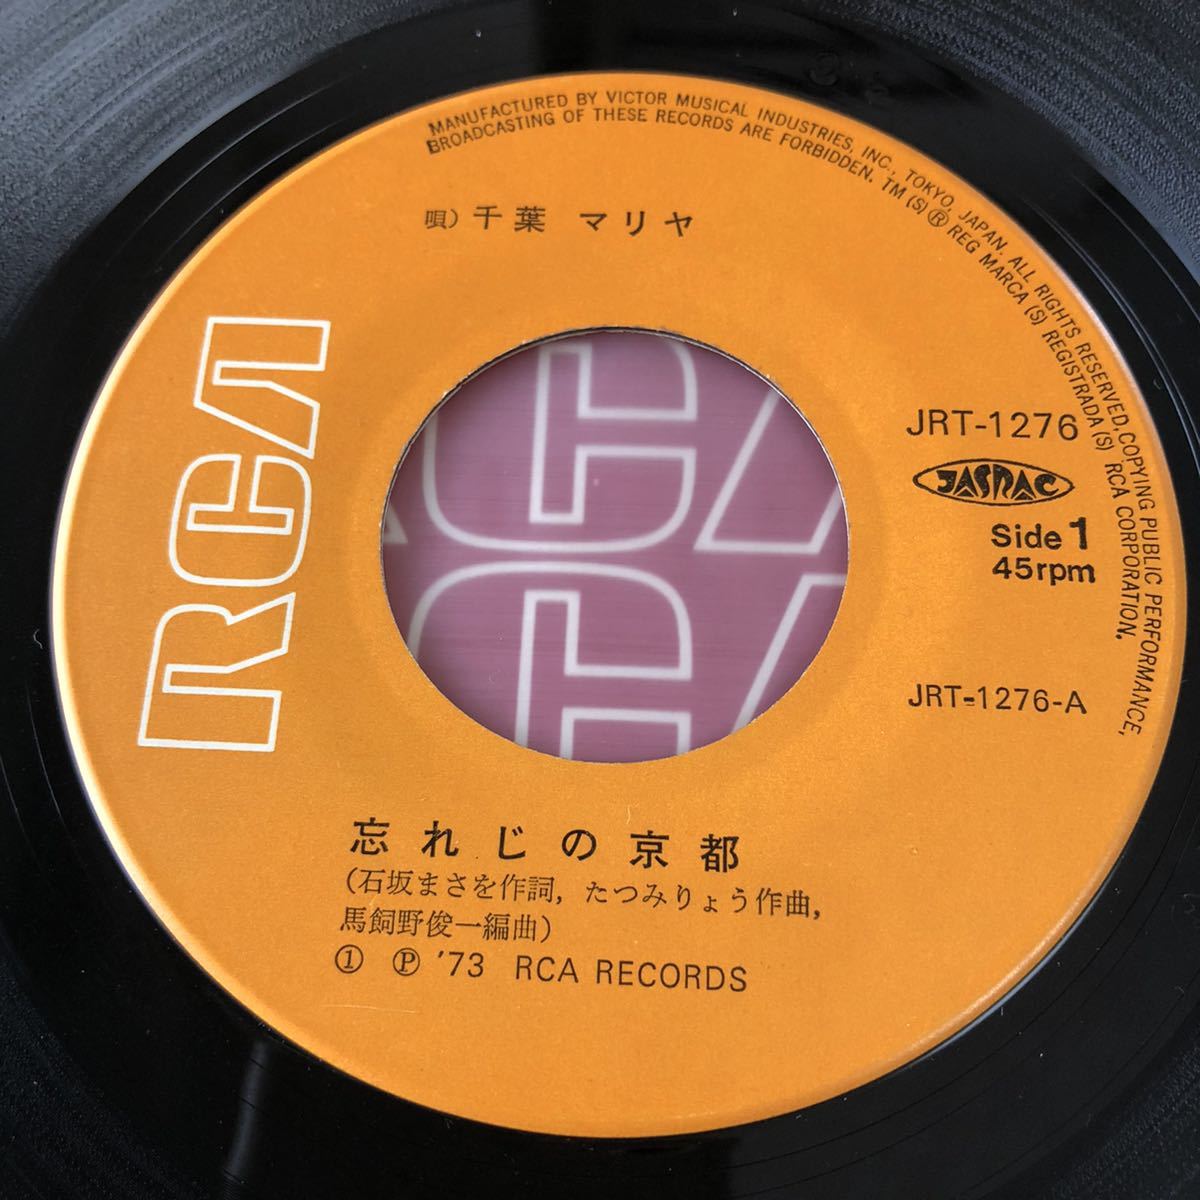 MANUFACTURED BY VICTOR MUSICAL INDUSTRIES, INC., TOKYO, JAPAN. ALL RIGHTS RESERVED, COPYING PUBLIC PERFORMANCE,
BROADCASTING OF THESE RECORDS ARE FORBIDDEN. TM (S) ® REG MARCA (S) REGISTRADA (S) RCA CORPORATION.
唄) 千葉 マリヤ
RCA
JRT-1276
JASRAC
Side 1
45rpm
JRT-1276-A
忘れじの京都
(石坂まさを作詞, たつみりょう作曲,
馬飼野俊一編曲)
① Ⓟ '73 RCA RECORDS